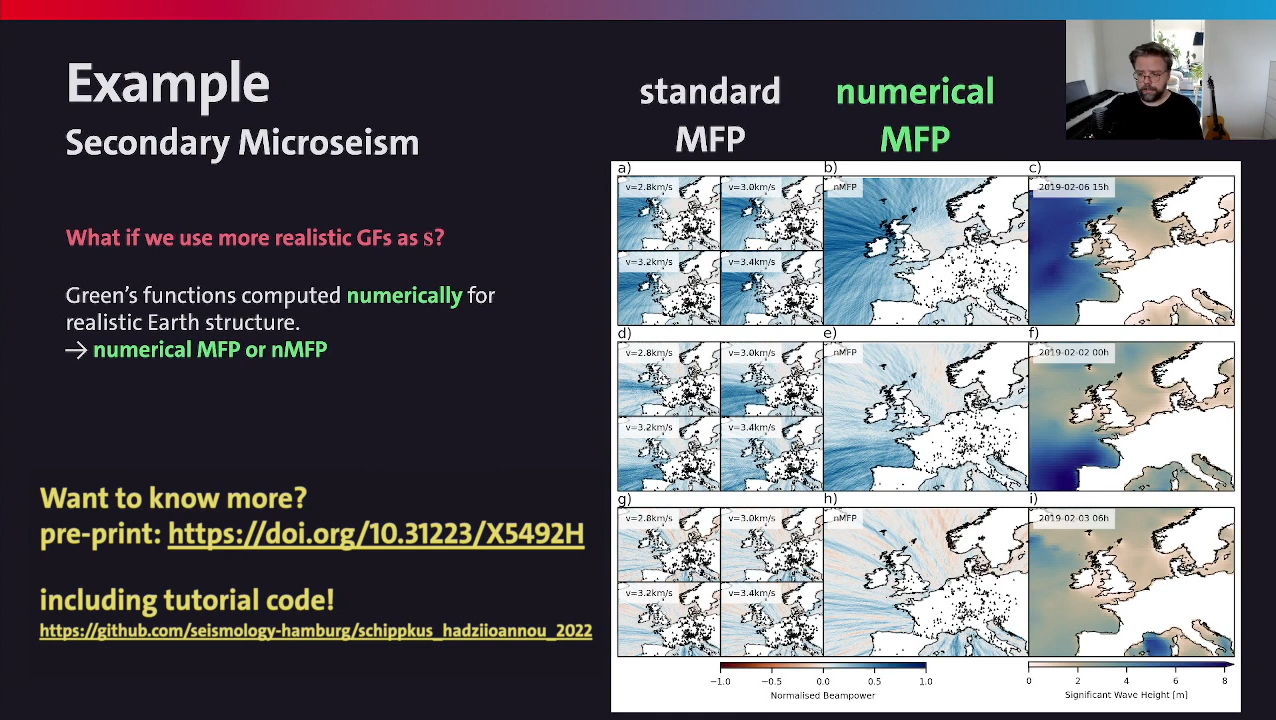 Example
Secondary Microseism
What if we use more realistic GFs as s?
Green's functions computed numerically for
realistic Earth structure.
→ numerical MFP or nMFP
Want to know more?
pre-print: https://doi.org/10.31223/X5492H
including tutorial code!
https://github.com/seismology-hamburg/schippkus_hadziioannou_2022
standard
MFP
numerical
MFP
a)
v=2.8km/s
v=3.0km/s
v=3.2km/s
v=3.4km/s
b)
nMFP
c)
2019-02-06 15h
d)
v=2.8km/s
v=3.0km/s
v=3.2km/s
v=3.4km/s
e)
nMFP
f)
2019-02-02 00h
g)
v=2.8km/s
v=3.0km/s
v=3.2km/s
v=3.4km/s
h)
nMFP
i)
2019-02-03 06h
−1.0 −0.5 0.0 0.5 1.0
Normalised Beampower
0 2 4 6 8
Significant Wave Height [m]